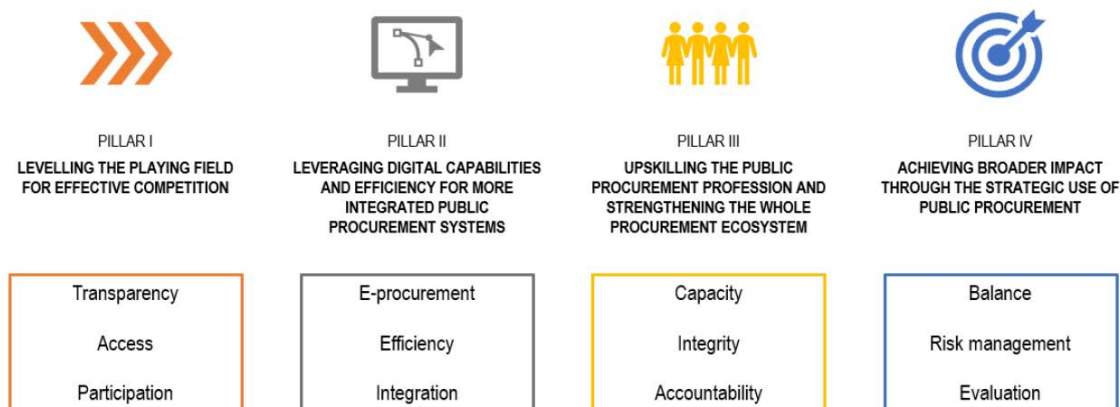 PILLAR I
LEVELLING THE PLAYING FIELD
FOR EFFECTIVE COMPETITION
Transparency
Access
Participation
PILLAR II
LEVERAGING DIGITAL CAPABILITIES
AND EFFICIENCY FOR MORE
INTEGRATED PUBLIC
PROCUREMENT SYSTEMS
E-procurement
Efficiency
Integration
PILLAR III
UPSKILLING THE PUBLIC
PROCUREMENT PROFESSION AND
STRENGTHENING THE WHOLE
PROCUREMENT ECOSYSTEM
Capacity
Integrity
Accountability
PILLAR IV
ACHIEVING BROADER IMPACT
THROUGH THE STRATEGIC USE OF
PUBLIC PROCUREMENT
Balance
Risk management
Evaluation